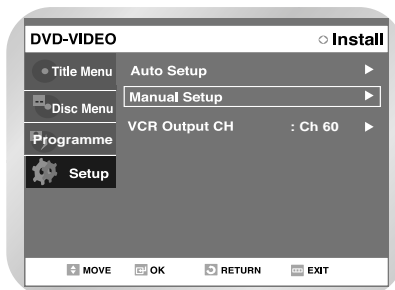 DVD-VIDEO Install
Title Menu
Disc Menu
Programme
Setup
Auto Setup
Manual Setup
VCR Output CH : Ch 60
MOVE OK RETURN EXIT